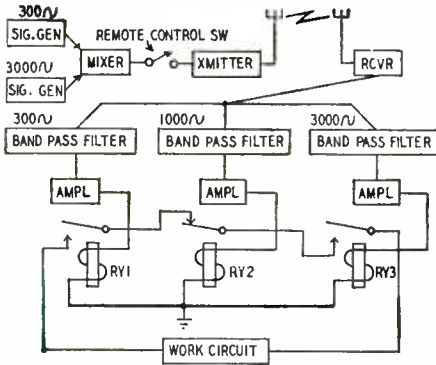 300∿
SIG.GEN
REMOTE CONTROL SW
3000∿
MIXER
XMITTER
RCVR
SIG. GEN
300∿
1000∿
3000∿
BAND PASS FILTER
BAND PASS FILTER
BAND PASS FILTER
AMPL
AMPL
AMPL
RY1
RY2
RY3
WORK CIRCUIT